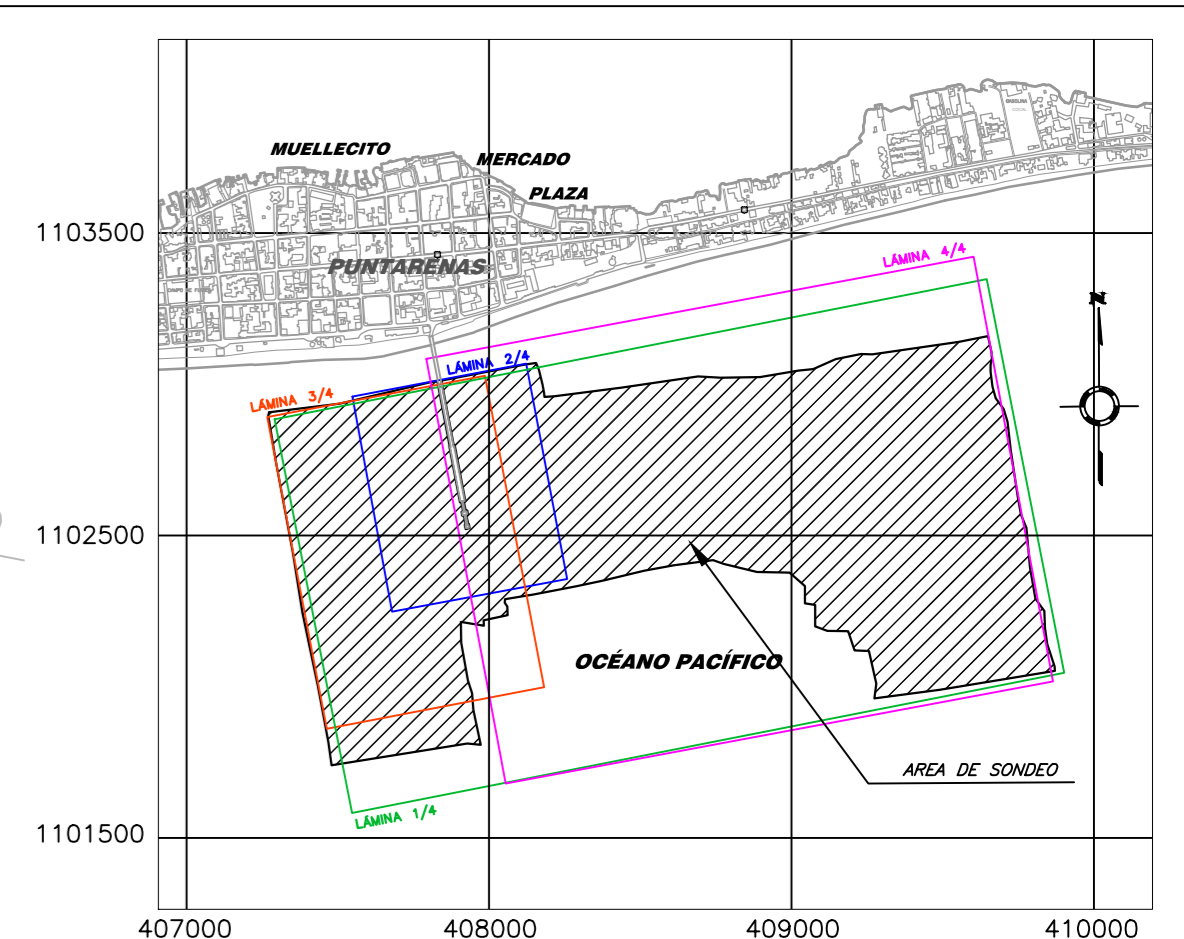 MUELLECITO
MERCADO
PLAZA
1103500
PUNTARENAS
LÁMINA 4/4
N
LÁMINA 2/4
LÁMINA 3/4
1102500
OCÉANO PACÍFICO
AREA DE SONDEO
LÁMINA 1/4
1101500
407000 408000 409000 410000